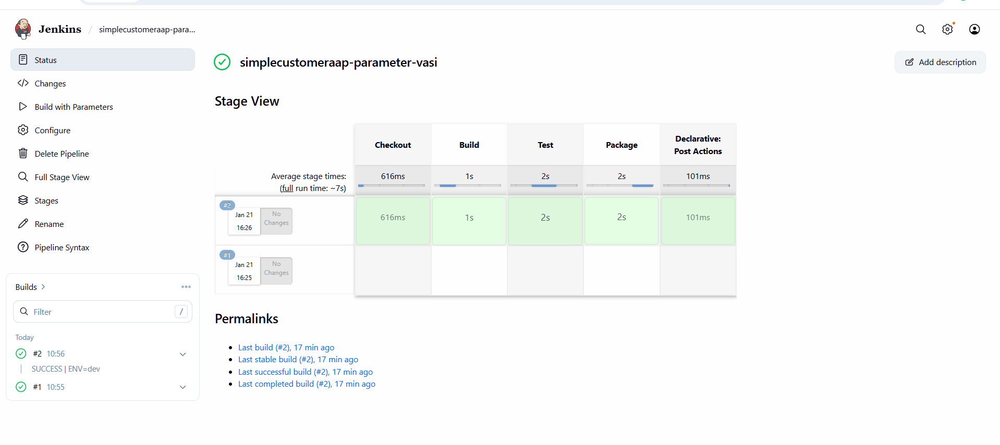 Jenkins / simplecustomeraap-para...
Status
Changes
Build with Parameters
Configure
Delete Pipeline
Full Stage View
Stages
Rename
Pipeline Syntax
Builds
Filter /
Today
#2 10:56
SUCCESS | ENV=dev
#1 10:55
simplecustomeraap-parameter-vasi
Add description
Stage View
Checkout Build Test Package Declarative: Post Actions
Average stage times: 616ms 1s 2s 2s 101ms
(full run time: ~7s)
#2
Jan 21 16:26 No Changes 616ms 1s 2s 2s 101ms
#1
Jan 21 16:25 No Changes
Permalinks
Last build (#2), 17 min ago
Last stable build (#2), 17 min ago
Last successful build (#2), 17 min ago
Last completed build (#2), 17 min ago